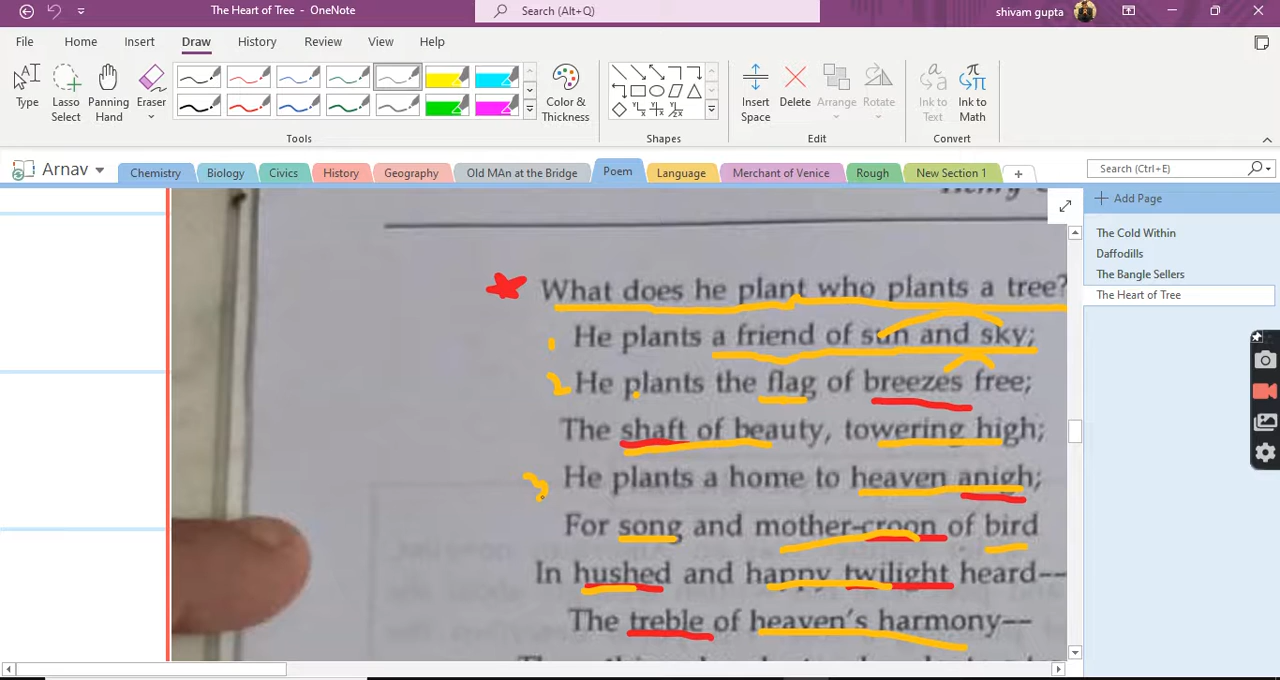 The Heart of Tree - OneNote
Search (Alt+Q)
shivam gupta
File Home Insert Draw History Review View Help
Type
Lasso Select
Panning Hand
Eraser
Color & Thickness
Insert Space
Delete
Arrange
Rotate
Ink to Text
Ink to Math
Tools
Shapes
Edit
Convert
Arnav
Chemistry Biology Civics History Geography Old MAn at the Bridge Poem Language Merchant of Venice Rough New Section 1
Search (Ctrl+E)
Add Page
The Cold Within
Daffodills
The Bangle Sellers
The Heart of Tree
Henry
What does he plant who plants a tree?
He plants a friend of sun and sky;
He plants the flag of breezes free;
The shaft of beauty, towering high;
He plants a home to heaven anigh;
For song and mother-croon of bird
In hushed and happy twilight heard--
The treble of heaven's harmony--